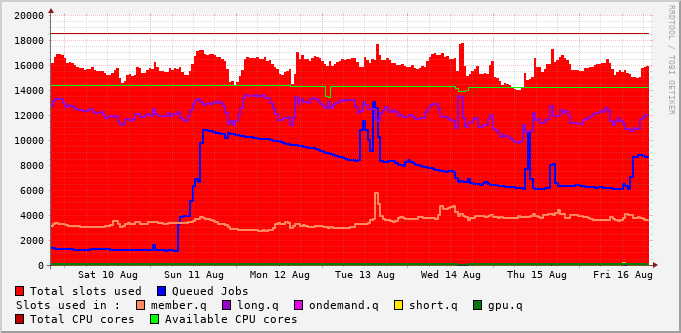 20000
18000
16000
14000
12000
10000
8000
6000
4000
2000
0
Sat 10 Aug Sun 11 Aug Mon 12 Aug Tue 13 Aug Wed 14 Aug Thu 15 Aug Fri 16 Aug
RRDTOOL / TOBI OETIKER
Total slots used Queued Jobs
Slots used in : member.q long.q ondemand.q short.q gpu.q
Total CPU cores Available CPU cores